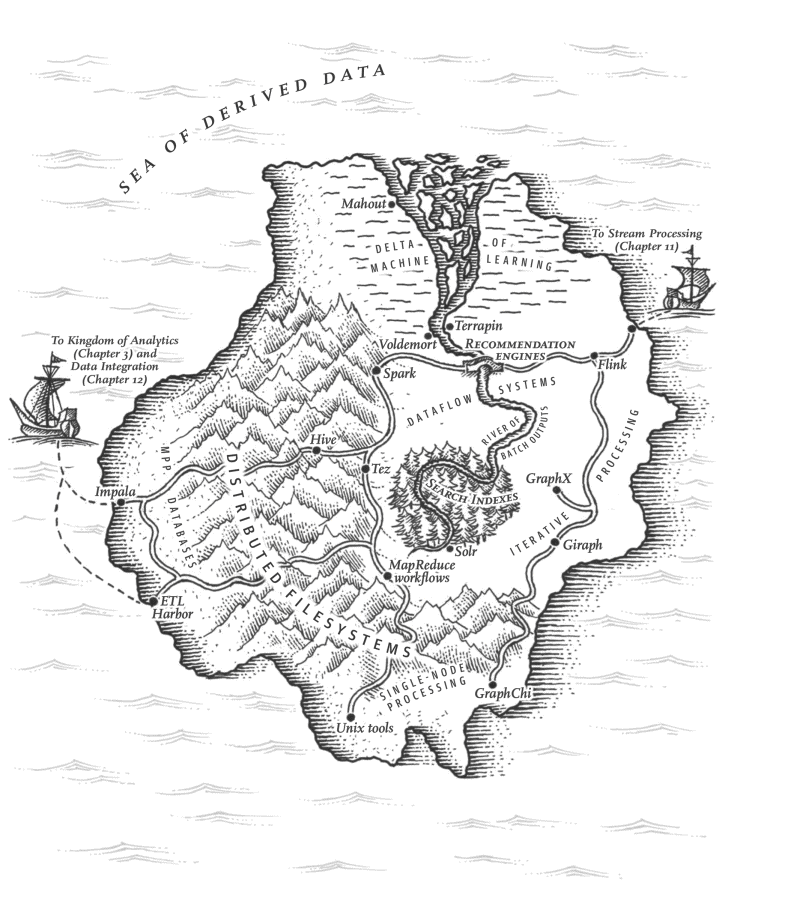 SEA OF DERIVED DATA
Mahout
DELTA OF
MACHINE LEARNING
To Stream Processing
(Chapter 11)
Terrapin
Voldemort
RECOMMENDATION
ENGINES
Flink
To Kingdom of Analytics
(Chapter 3) and
Data Integration
(Chapter 12)
Spark
DATAFLOW SYSTEMS
RIVER OF
BATCH OUTPUTS
PROCESSING
Hive
Tez
MPP
DATABASES
DISTRIBUTED FILESYSTEMS
Impala
SEARCH INDEXES
GraphX
ITERATIVE
Giraph
Solr
MapReduce
workflows
ETL
Harbor
SINGLE-NODE
PROCESSING
GraphChi
Unix tools